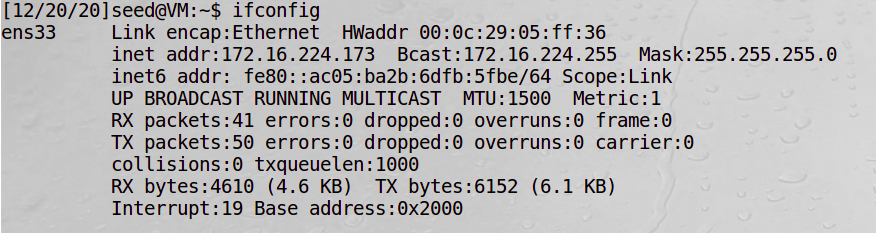 [12/20/20]seed@VM:~$ ifconfig
ens33     Link encap:Ethernet  HWaddr 00:0c:29:05:ff:36
          inet addr:172.16.224.173  Bcast:172.16.224.255  Mask:255.255.255.0
          inet6 addr: fe80::ac05:ba2b:6dfb:5fbe/64 Scope:Link
          UP BROADCAST RUNNING MULTICAST  MTU:1500  Metric:1
          RX packets:41 errors:0 dropped:0 overruns:0 frame:0
          TX packets:50 errors:0 dropped:0 overruns:0 carrier:0
          collisions:0 txqueuelen:1000
          RX bytes:4610 (4.6 KB)  TX bytes:6152 (6.1 KB)
          Interrupt:19 Base address:0x2000